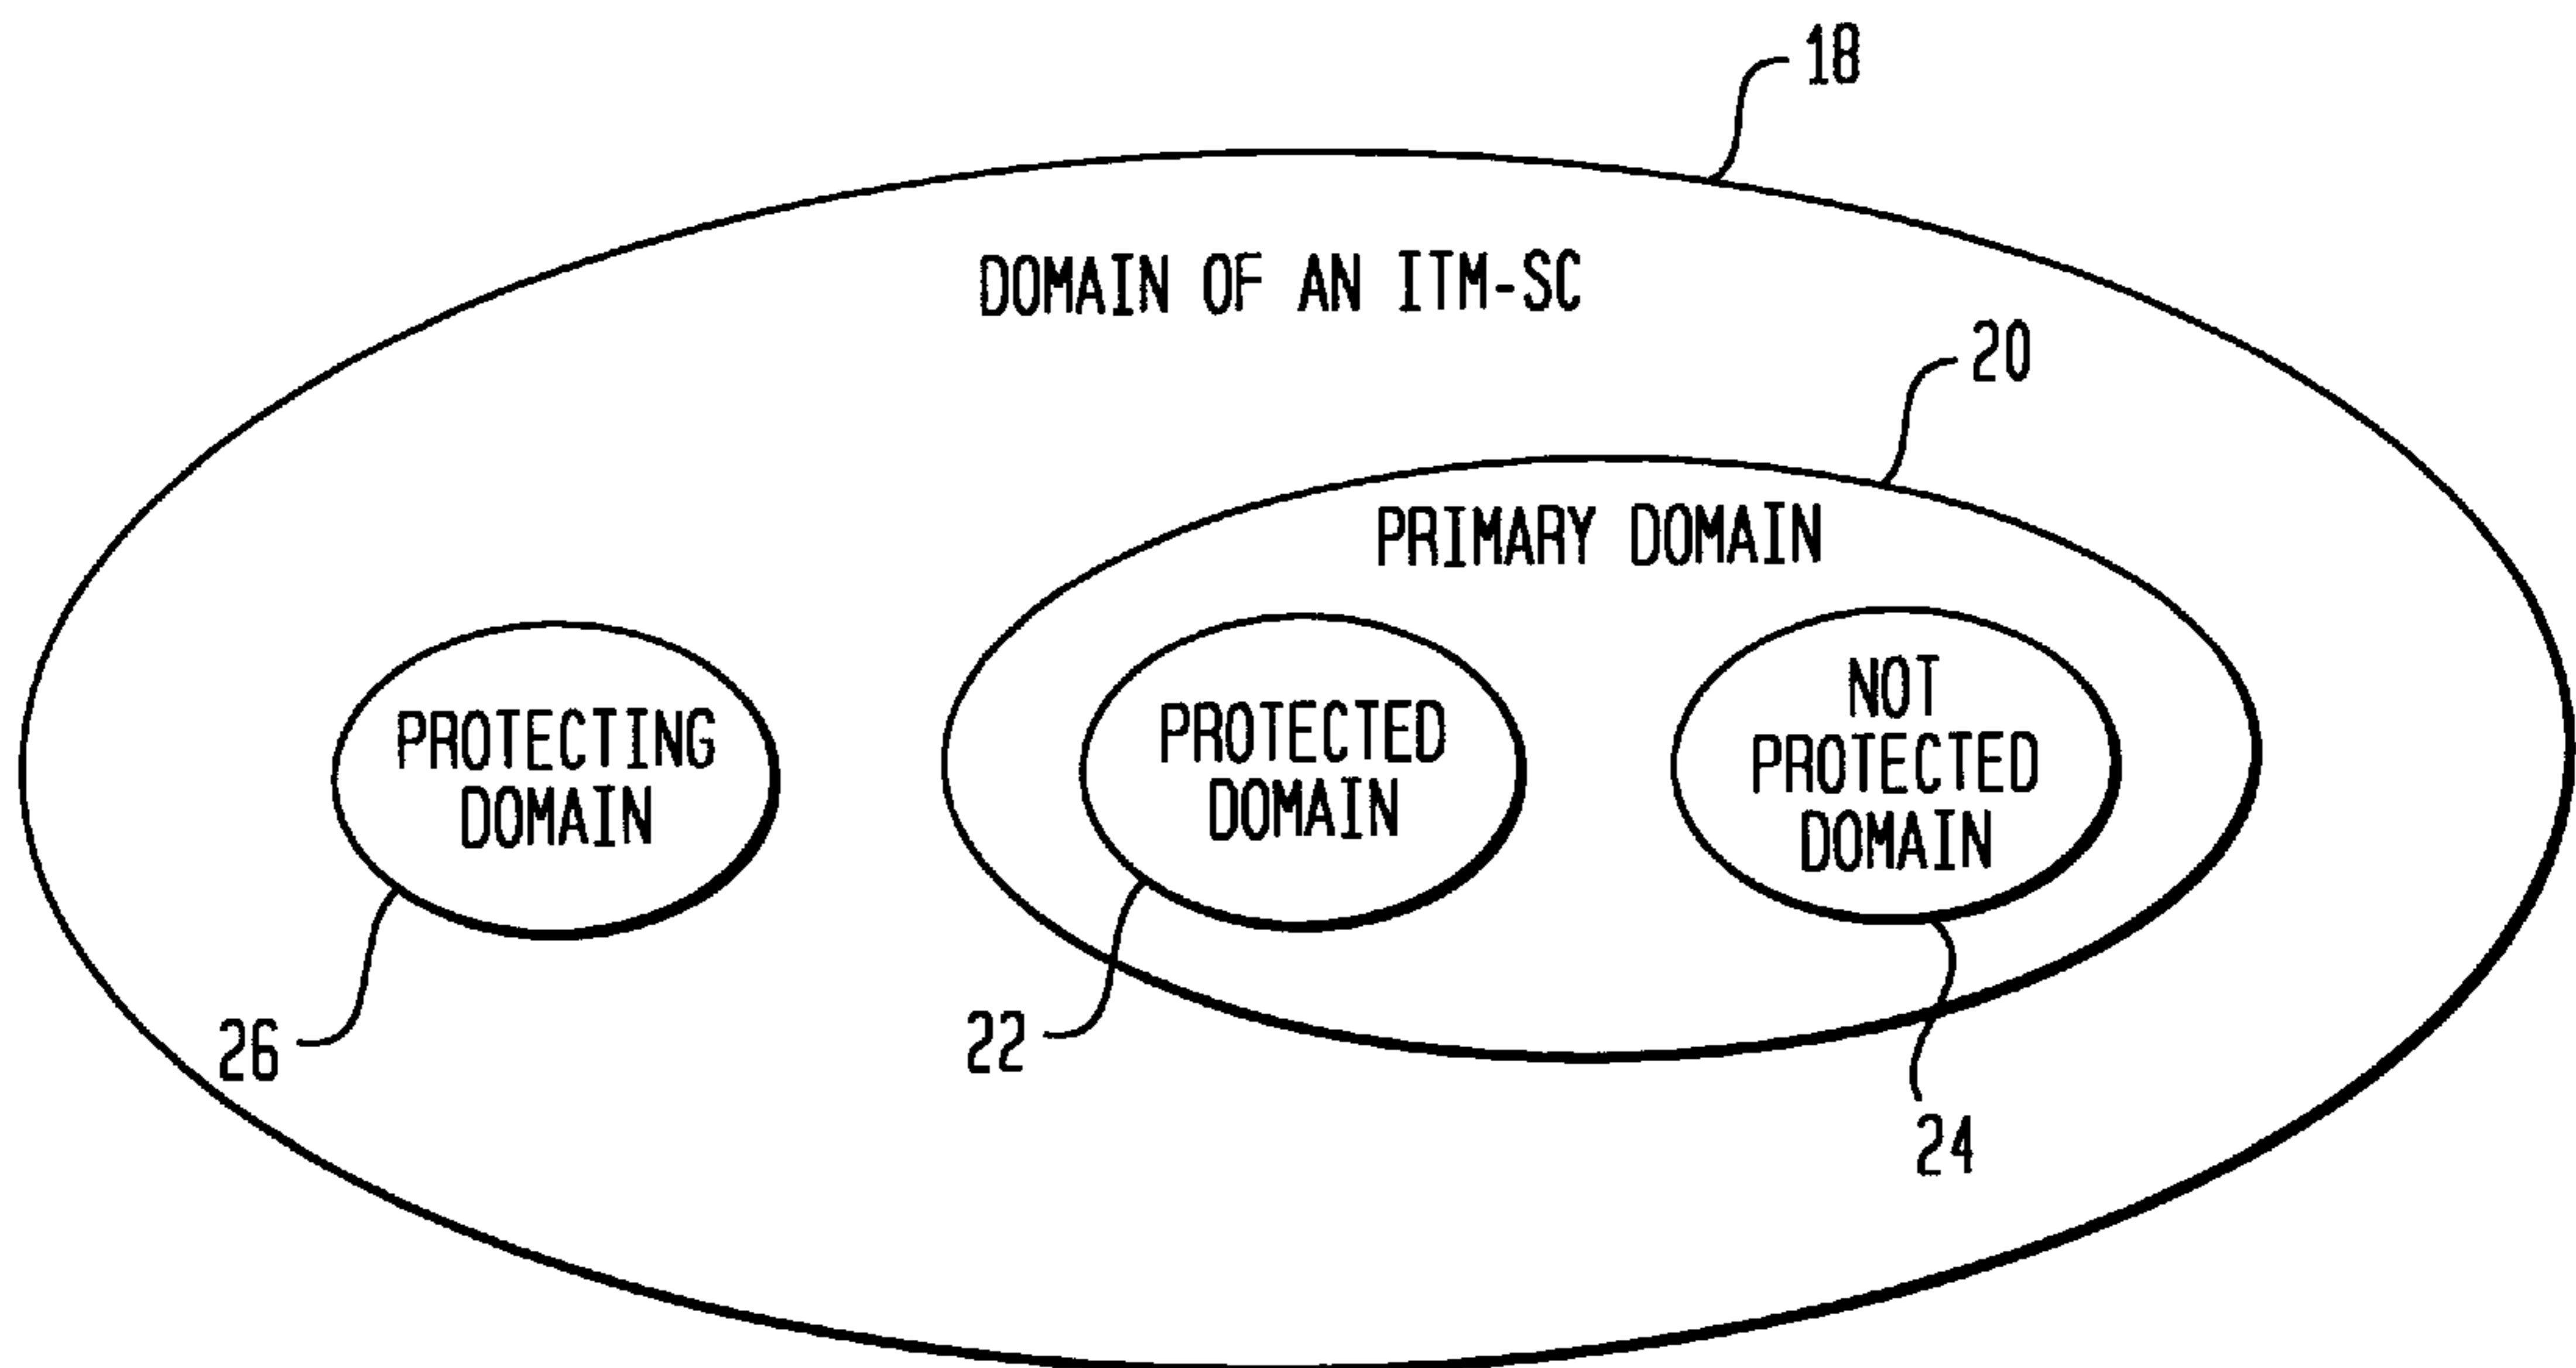 18
DOMAIN OF AN ITM-SC
20
PRIMARY DOMAIN
PROTECTING
DOMAIN
PROTECTED
DOMAIN
NOT
PROTECTED
DOMAIN
26
22
24